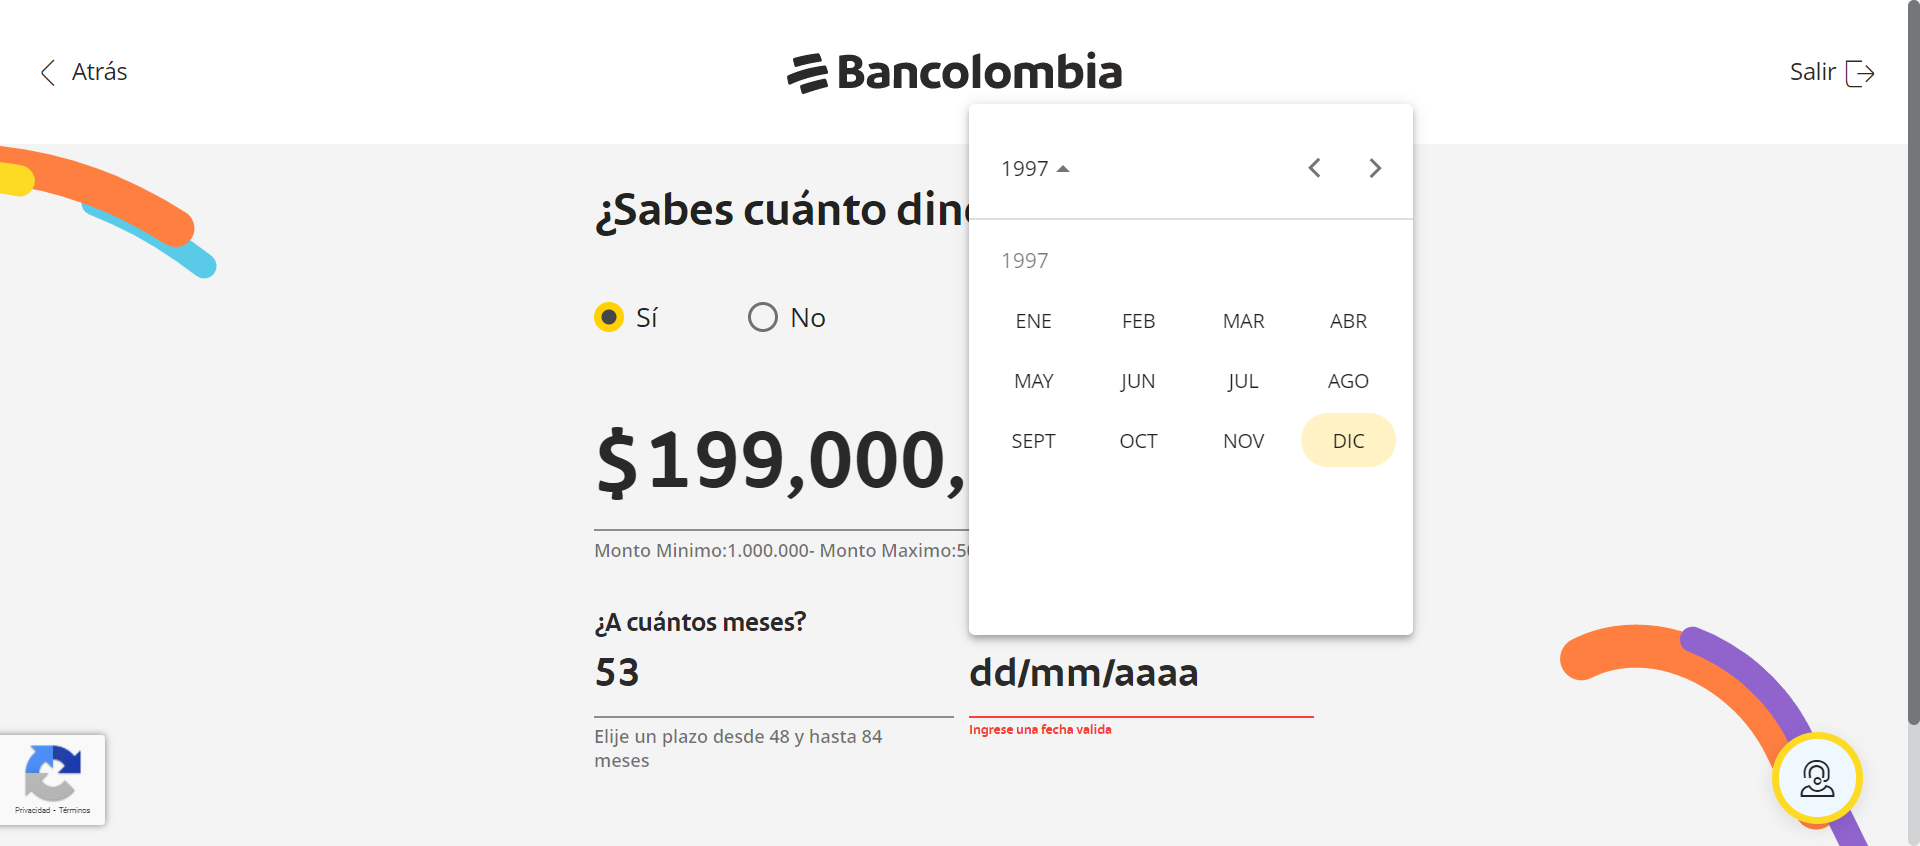 Atrás
Bancolombia
Salir
¿Sabes cuánto din
1997
1997
Sí
No
ENE FEB MAR ABR
MAY JUN JUL AGO
SEPT OCT NOV DIC
$199,000,
Monto Minimo:1.000.000- Monto Maximo:5
¿A cuántos meses?
53
dd/mm/aaaa
Elije un plazo desde 48 y hasta 84
meses
Ingrese una fecha valida
Privacidad - Términos